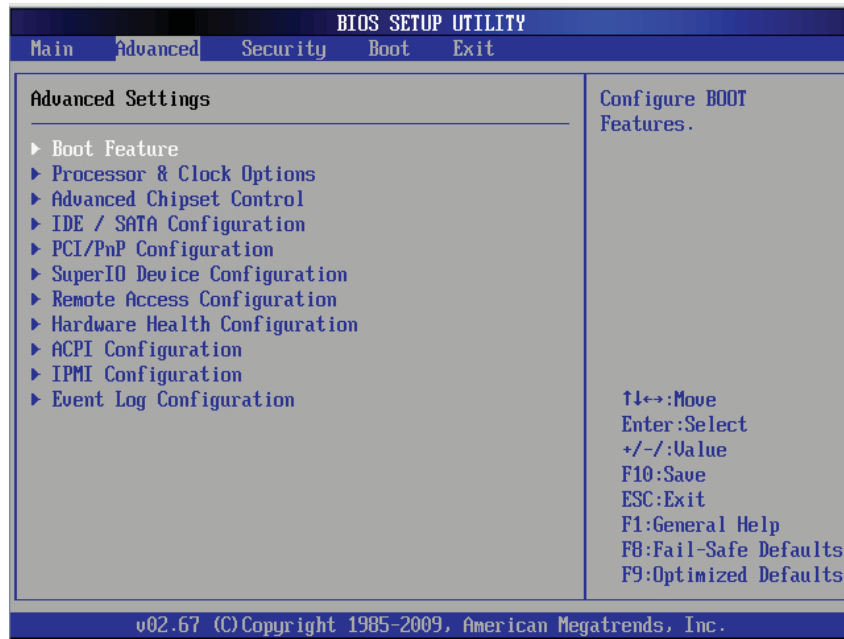 BIOS SETUP UTILITY
Main Advanced Security Boot Exit
Advanced Settings
▶ Boot Feature
▶ Processor & Clock Options
▶ Advanced Chipset Control
▶ IDE / SATA Configuration
▶ PCI/PnP Configuration
▶ SuperIO Device Configuration
▶ Remote Access Configuration
▶ Hardware Health Configuration
▶ ACPI Configuration
▶ IPMI Configuration
▶ Event Log Configuration
Configure BOOT
Features.
↑↓←→:Move
Enter:Select
+/-/:Value
F10:Save
ESC:Exit
F1:General Help
F8:Fail-Safe Defaults
F9:Optimized Defaults
v02.67 (C)Copyright 1985-2009, American Megatrends, Inc.